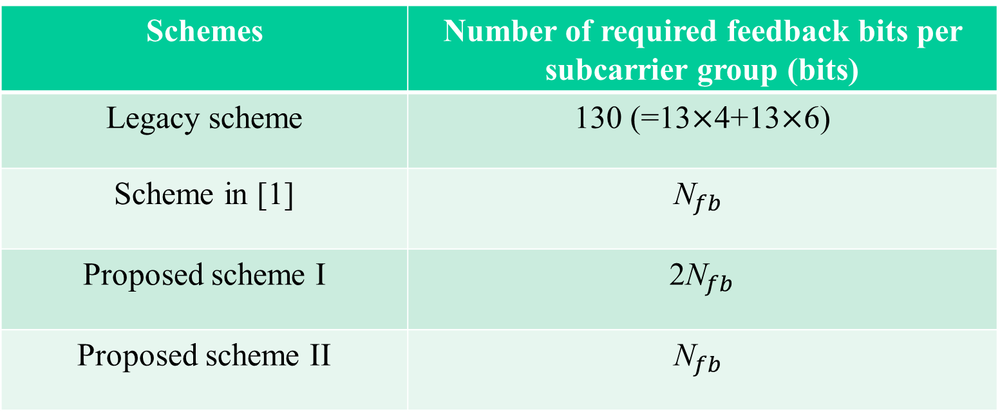 Schemes
Number of required feedback bits per
subcarrier group (bits)
Legacy scheme
130 (=13×4+13×6)
Scheme in [1]
N_{fb}
Proposed scheme I
2N_{fb}
Proposed scheme II
N_{fb}